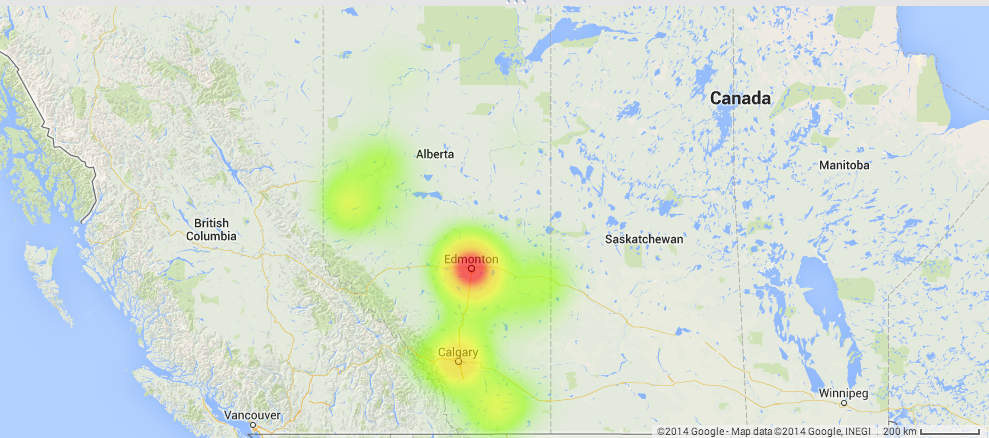 Canada
Alberta
Manitoba
British
Columbia
Saskatchewan
Edmonton
Calgary
Winnipeg
Vancouver
©2014 Google - Map data ©2014 Google, INEGI 200 km